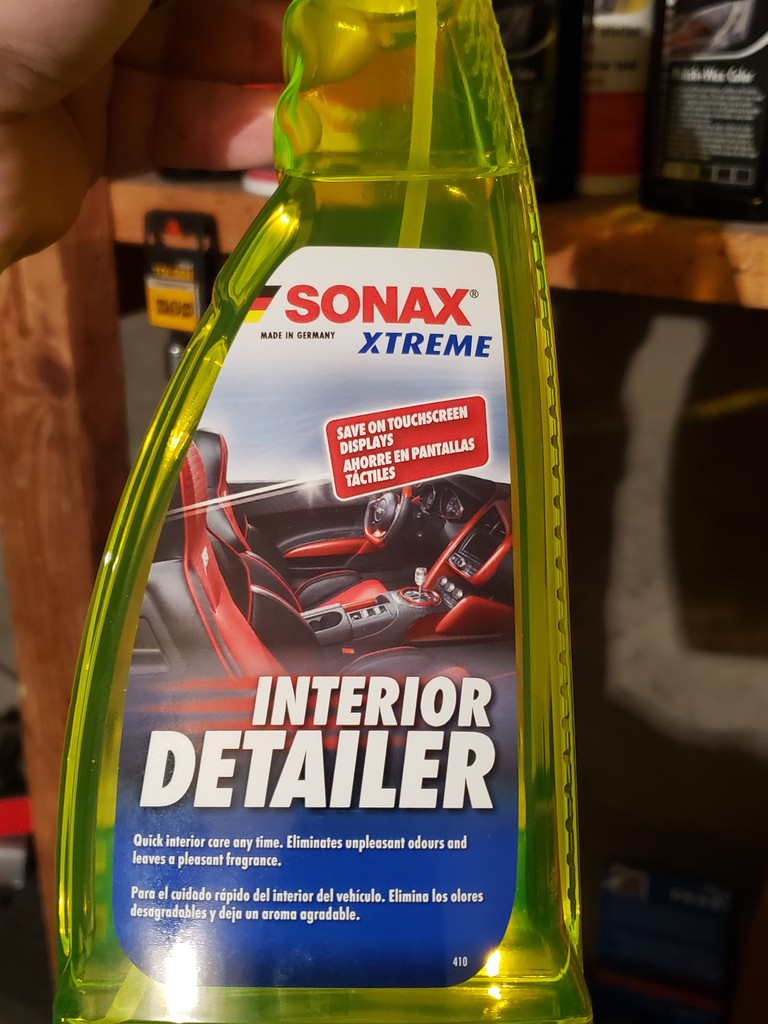 SONAX®
MADE IN GERMANY
XTREME
SAVE ON TOUCHSCREEN
DISPLAYS
AHORRE EN PANTALLAS
TÁCTILES
INTERIOR
DETAILER
Quick interior care any time. Eliminates unpleasant odours and
leaves a pleasant fragrance.
Para el cuidado rápido del interior del vehículo. Elimina los olores
desagradables y deja un aroma agradable.
410